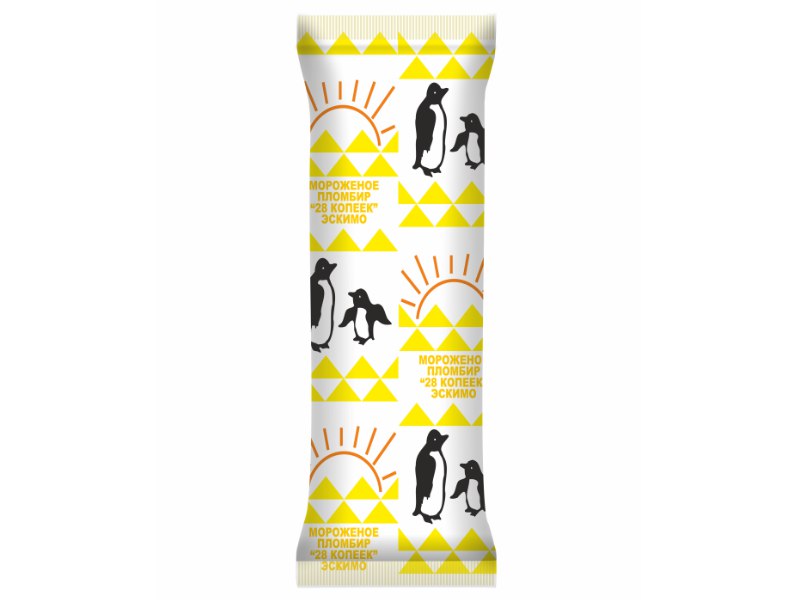 МОРОЖЕНОЕ
ПЛОМБИР
“28 КОПЕЕК”
ЭСКИМО
МОРОЖЕНО
ПЛОМБИР
“28 КОПЕЕК
ЭСКИМО
МОРОЖЕНОЕ
ПЛОМБИР
“28 КОПЕЕК”
ЭСКИМО